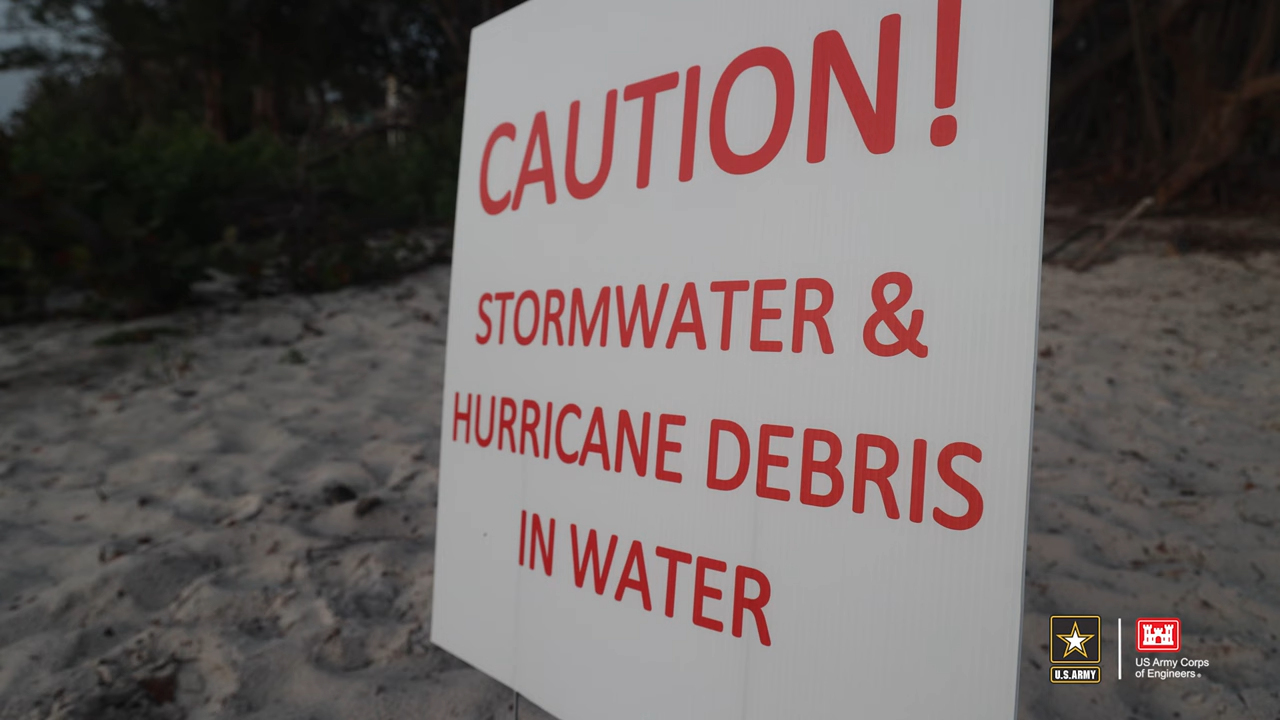 CAUTION!
STORMWATER &
HURRICANE DEBRIS
IN WATER
U.S.ARMY
US Army Corps
of Engineers®